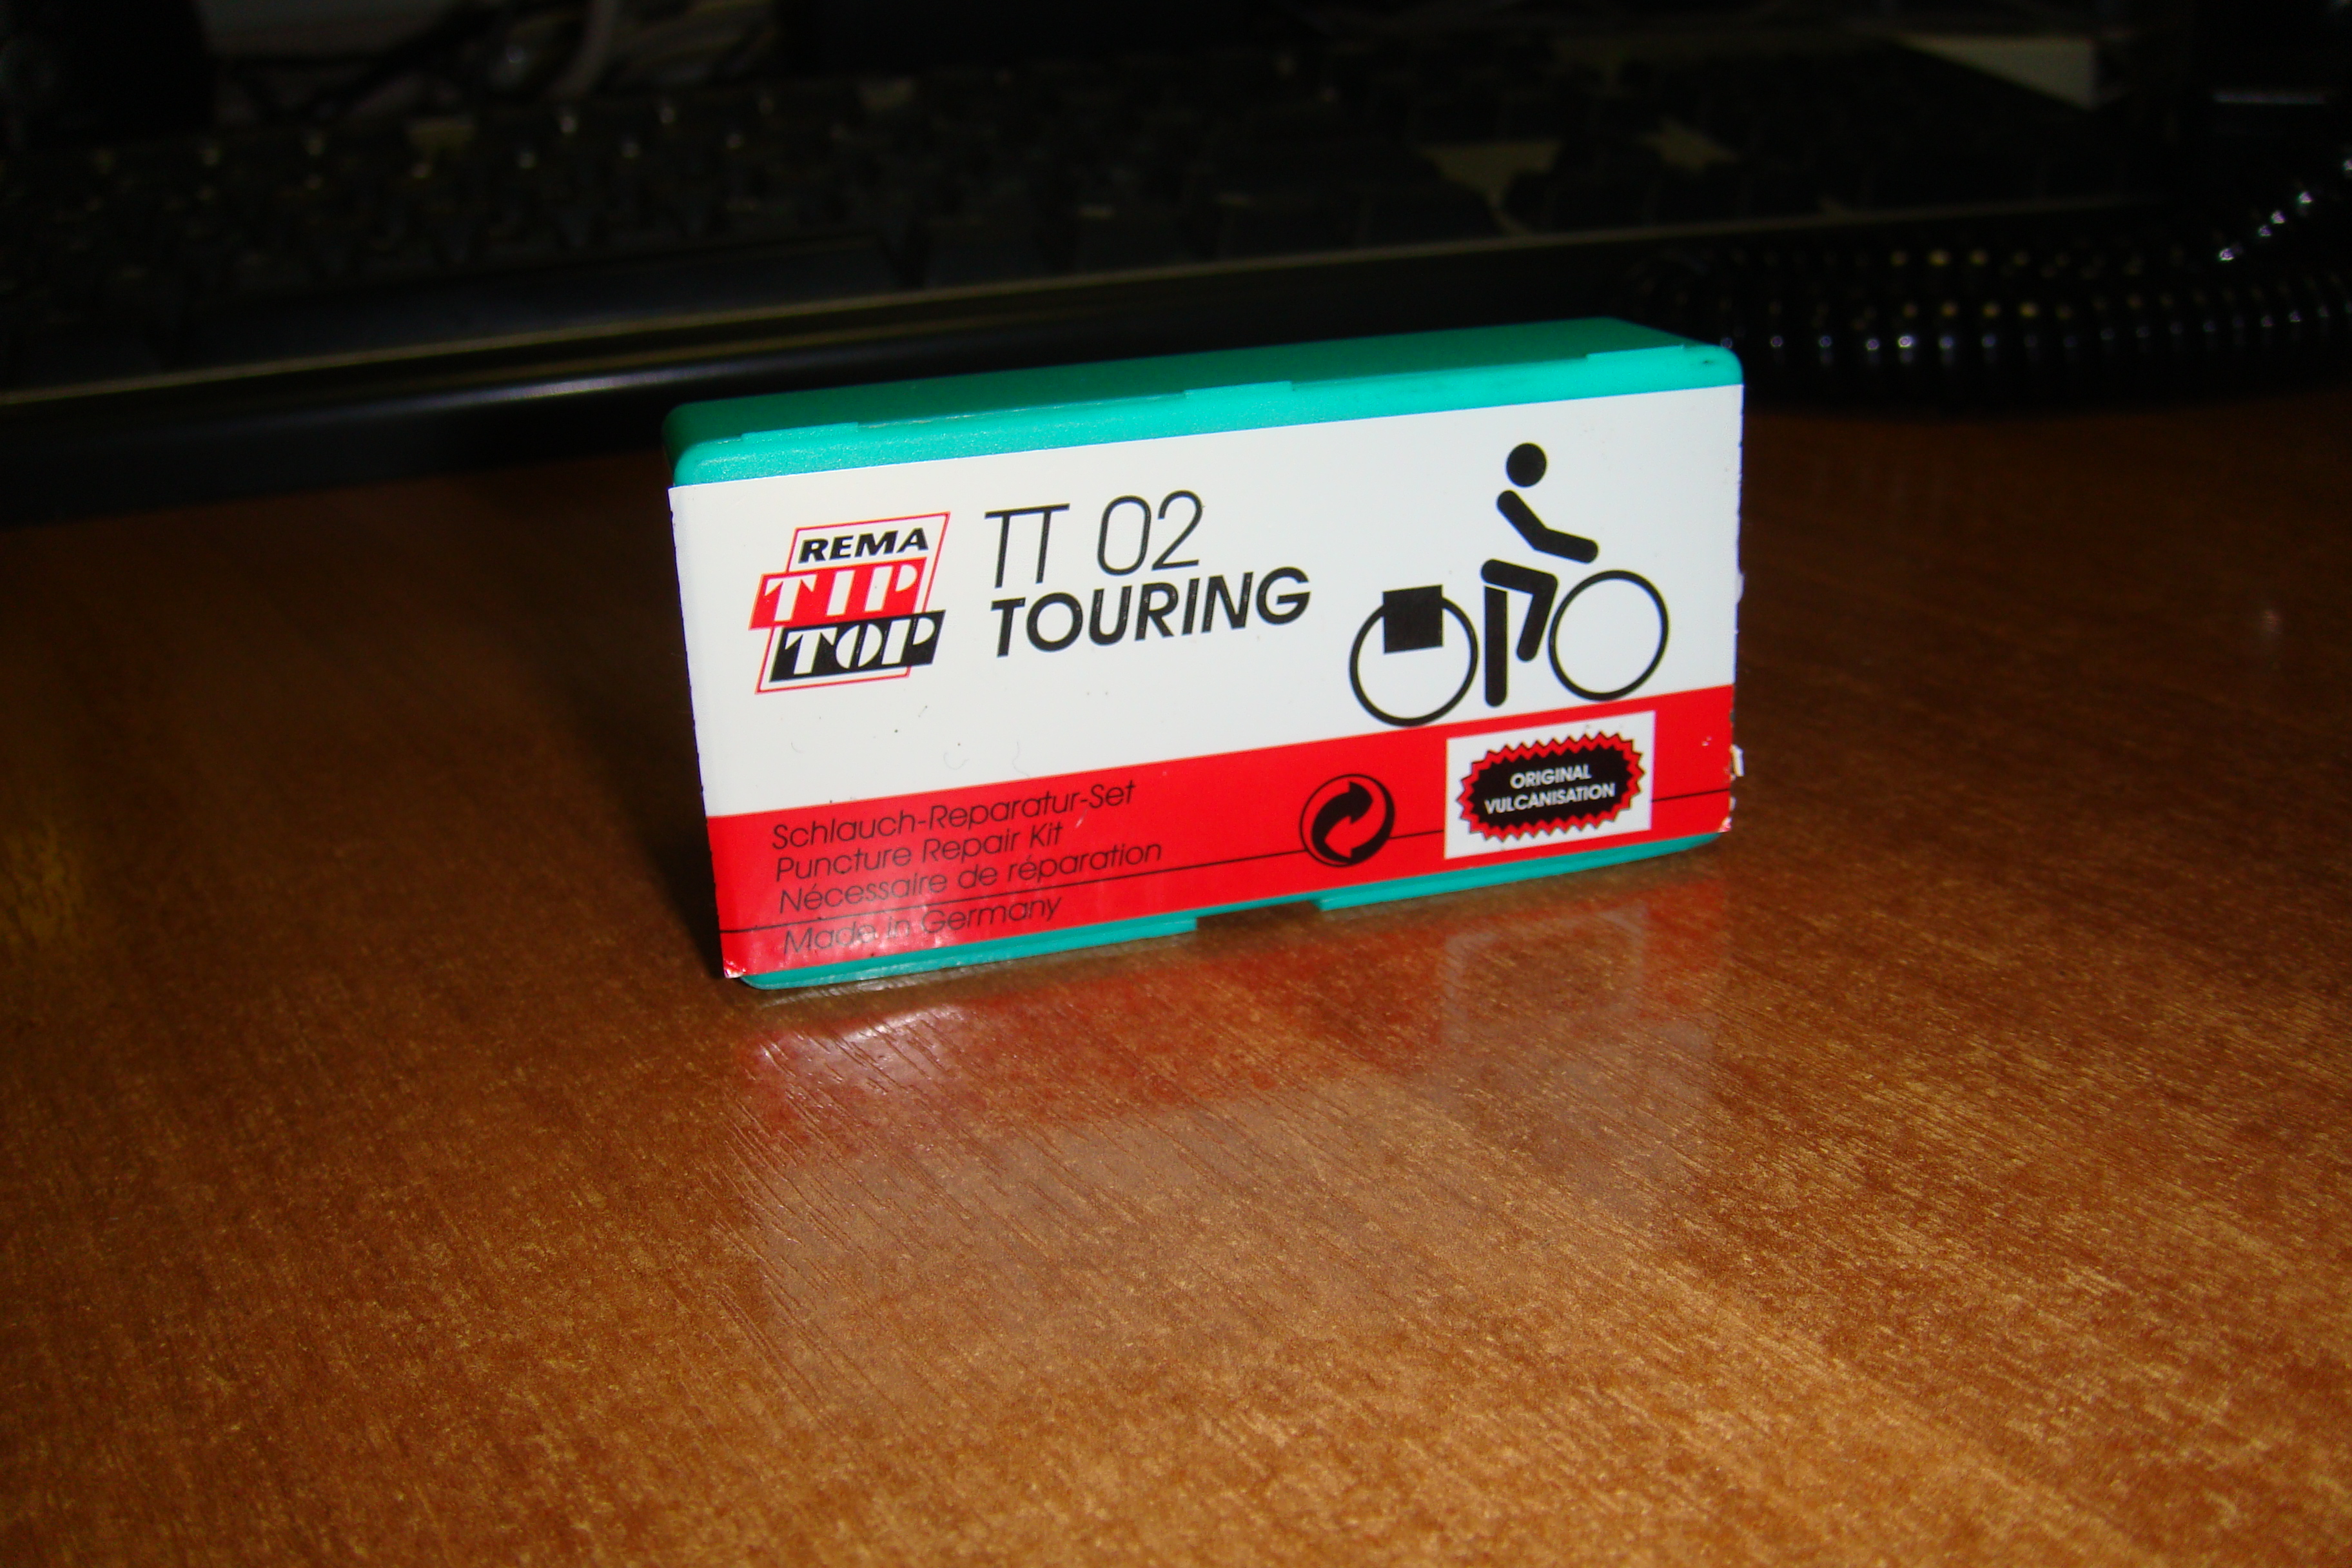 REMA
TIP
TOP
TT 02
TOURING
Schlauch-Reparatur-Set
Puncture Repair Kit
Nécessaire de réparation
Made in Germany
ORIGINAL
VULCANISATION